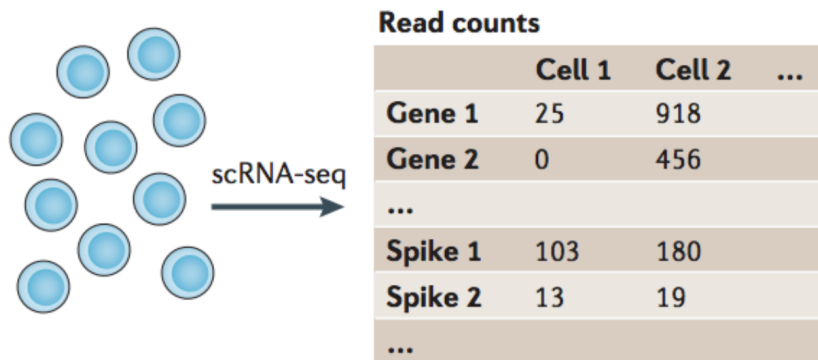 Read counts
Cell 1 Cell 2 ...
Gene 1 25 918
Gene 2 0 456
...
scRNA-seq
Spike 1 103 180
Spike 2 13 19
...